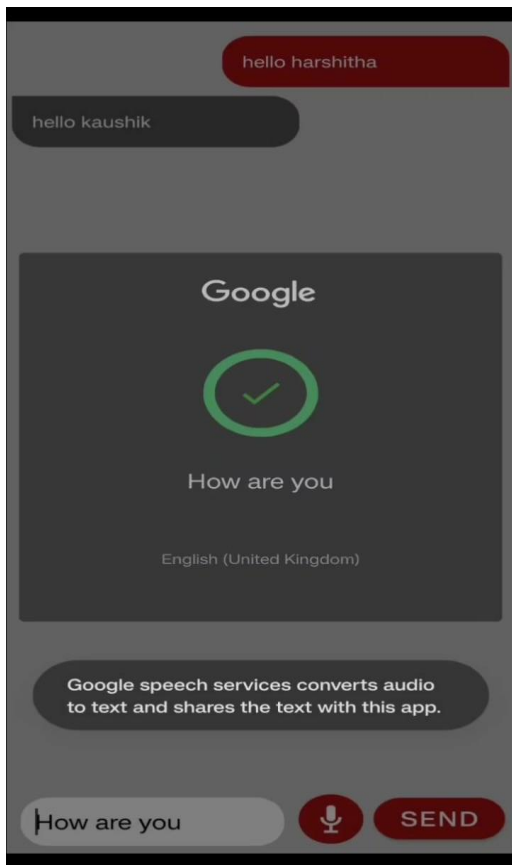 hello harshitha
hello kaushik
Google
How are you
English (United Kingdom)
Google speech services converts audio
to text and shares the text with this app.
How are you
SEND